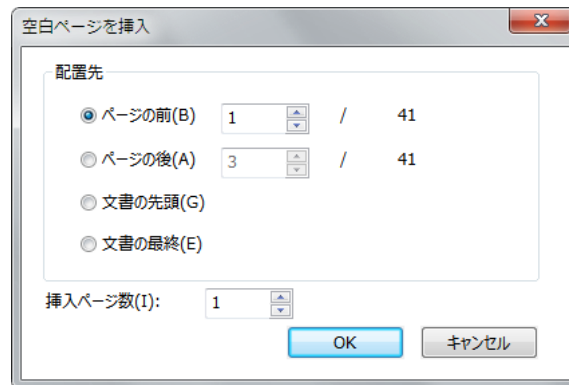 空白ページを挿入
配置先
ページの前(B) 1 / 41
ページの後(A) 3 / 41
文書の先頭(G)
文書の最終(E)
挿入ページ数(I): 1
OK キャンセル